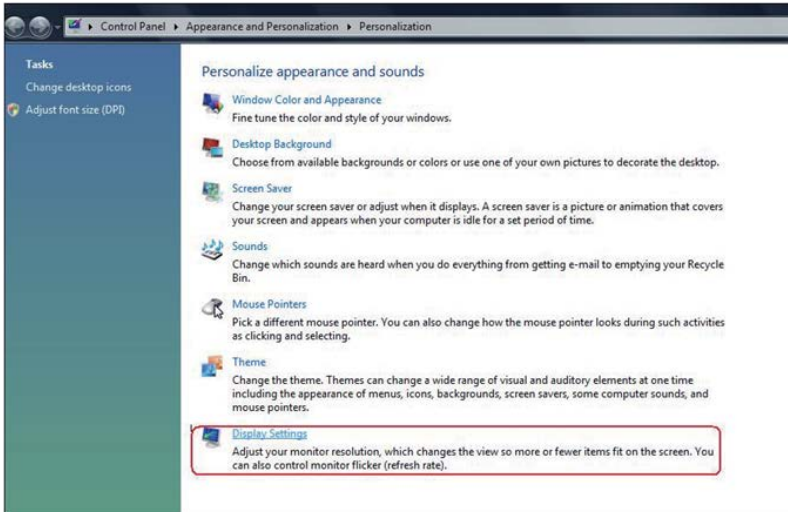 Control Panel ▸ Appearance and Personalization ▸ Personalization
Tasks
Change desktop icons
Adjust font size (DPI)
Personalize appearance and sounds
Window Color and Appearance
Fine tune the color and style of your windows.
Desktop Background
Choose from available backgrounds or colors or use one of your own pictures to decorate the desktop.
Screen Saver
Change your screen saver or adjust when it displays. A screen saver is a picture or animation that covers
your screen and appears when your computer is idle for a set period of time.
Sounds
Change which sounds are heard when you do everything from getting e-mail to emptying your Recycle
Bin.
Mouse Pointers
Pick a different mouse pointer. You can also change how the mouse pointer looks during such activities
as clicking and selecting.
Theme
Change the theme. Themes can change a wide range of visual and auditory elements at one time
including the appearance of menus, icons, backgrounds, screen savers, some computer sounds, and
mouse pointers.
Display Settings
Adjust your monitor resolution, which changes the view so more or fewer items fit on the screen. You
can also control monitor flicker (refresh rate).